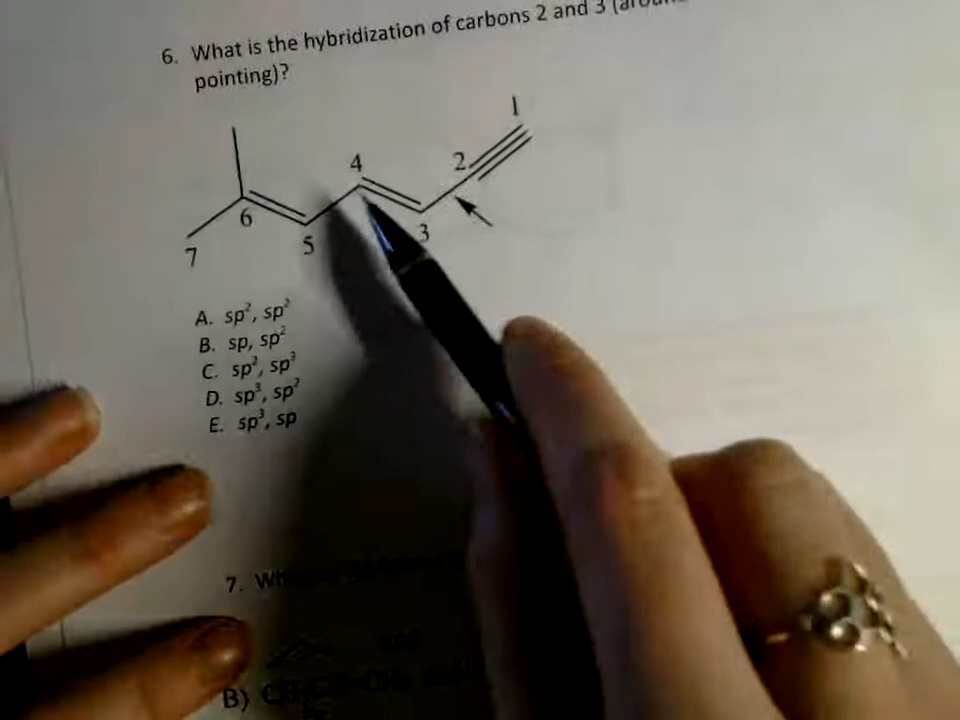 6. What is the hybridization of carbons 2 and 3
pointing)?
1
2
4
3
6
5
7
A. sp², sp²
B. sp, sp²
C. sp², sp³
D. sp³, sp²
E. sp³, sp
7.
B)